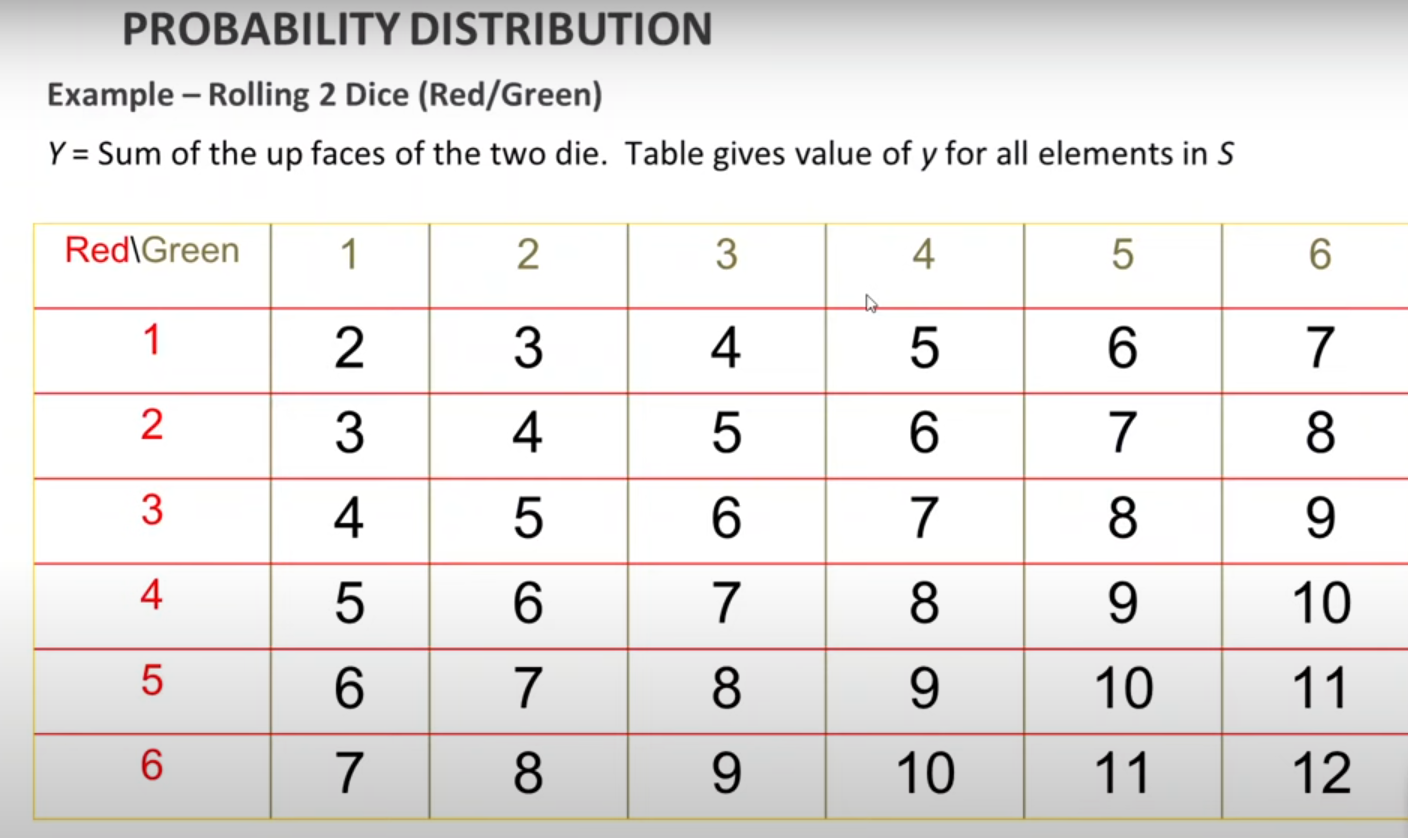 PROBABILITY DISTRIBUTION
Example – Rolling 2 Dice (Red/Green)
Y = Sum of the up faces of the two die.  Table gives value of y for all elements in S
Red\Green 1 2 3 4 5 6
1 2 3 4 5 6 7
2 3 4 5 6 7 8
3 4 5 6 7 8 9
4 5 6 7 8 9 10
5 6 7 8 9 10 11
6 7 8 9 10 11 12